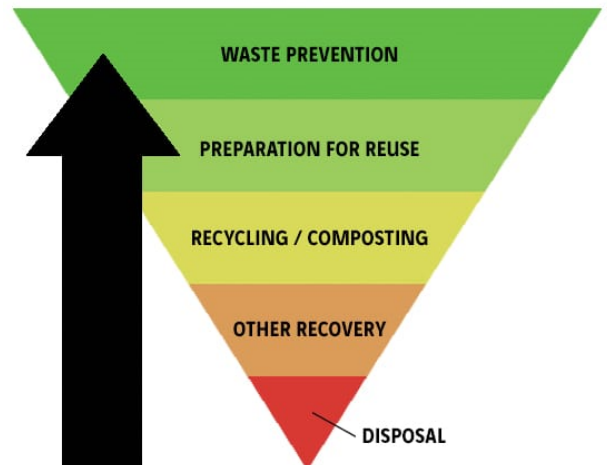 WASTE PREVENTION
PREPARATION FOR REUSE
RECYCLING / COMPOSTING
OTHER RECOVERY
DISPOSAL